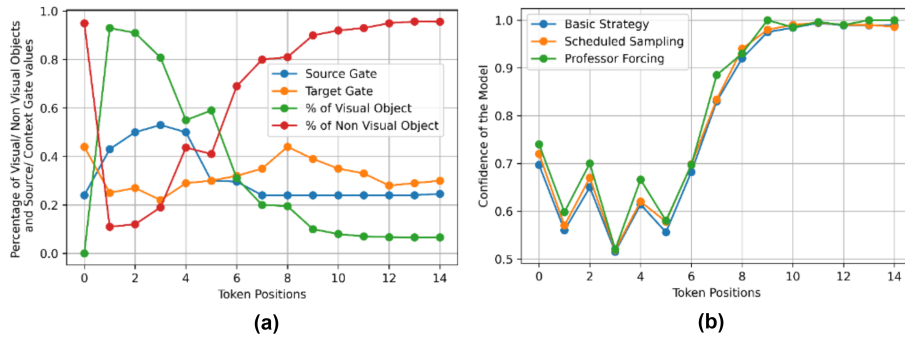 Percentage of Visual/ Non Visual Objects
and Source/ Context Gate values
1.0
0.8
0.6
0.4
0.2
0.0
Source Gate
Target Gate
% of Visual Object
% of Non Visual Object
0 2 4 6 8 10 12 14
Token Positions
(a)
Confidence of the Model
1.0
0.9
0.8
0.7
0.6
0.5
Basic Strategy
Scheduled Sampling
Professor Forcing
0 2 4 6 8 10 12 14
Token Positions
(b)